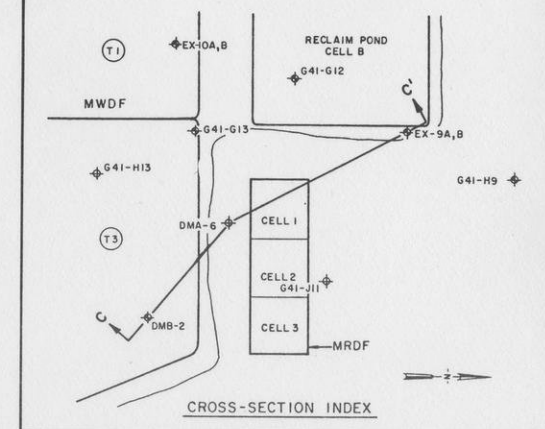 T1
EX-10A,B
RECLAIM POND
CELL B
G41-G12
C'
MWDF
G41-G13
EX-9A,B
G41-H13
G41-H9
DMA-6
CELL 1
T3
CELL 2
G41-J11
C
DMB-2
CELL 3
MRDF
N
CROSS-SECTION INDEX